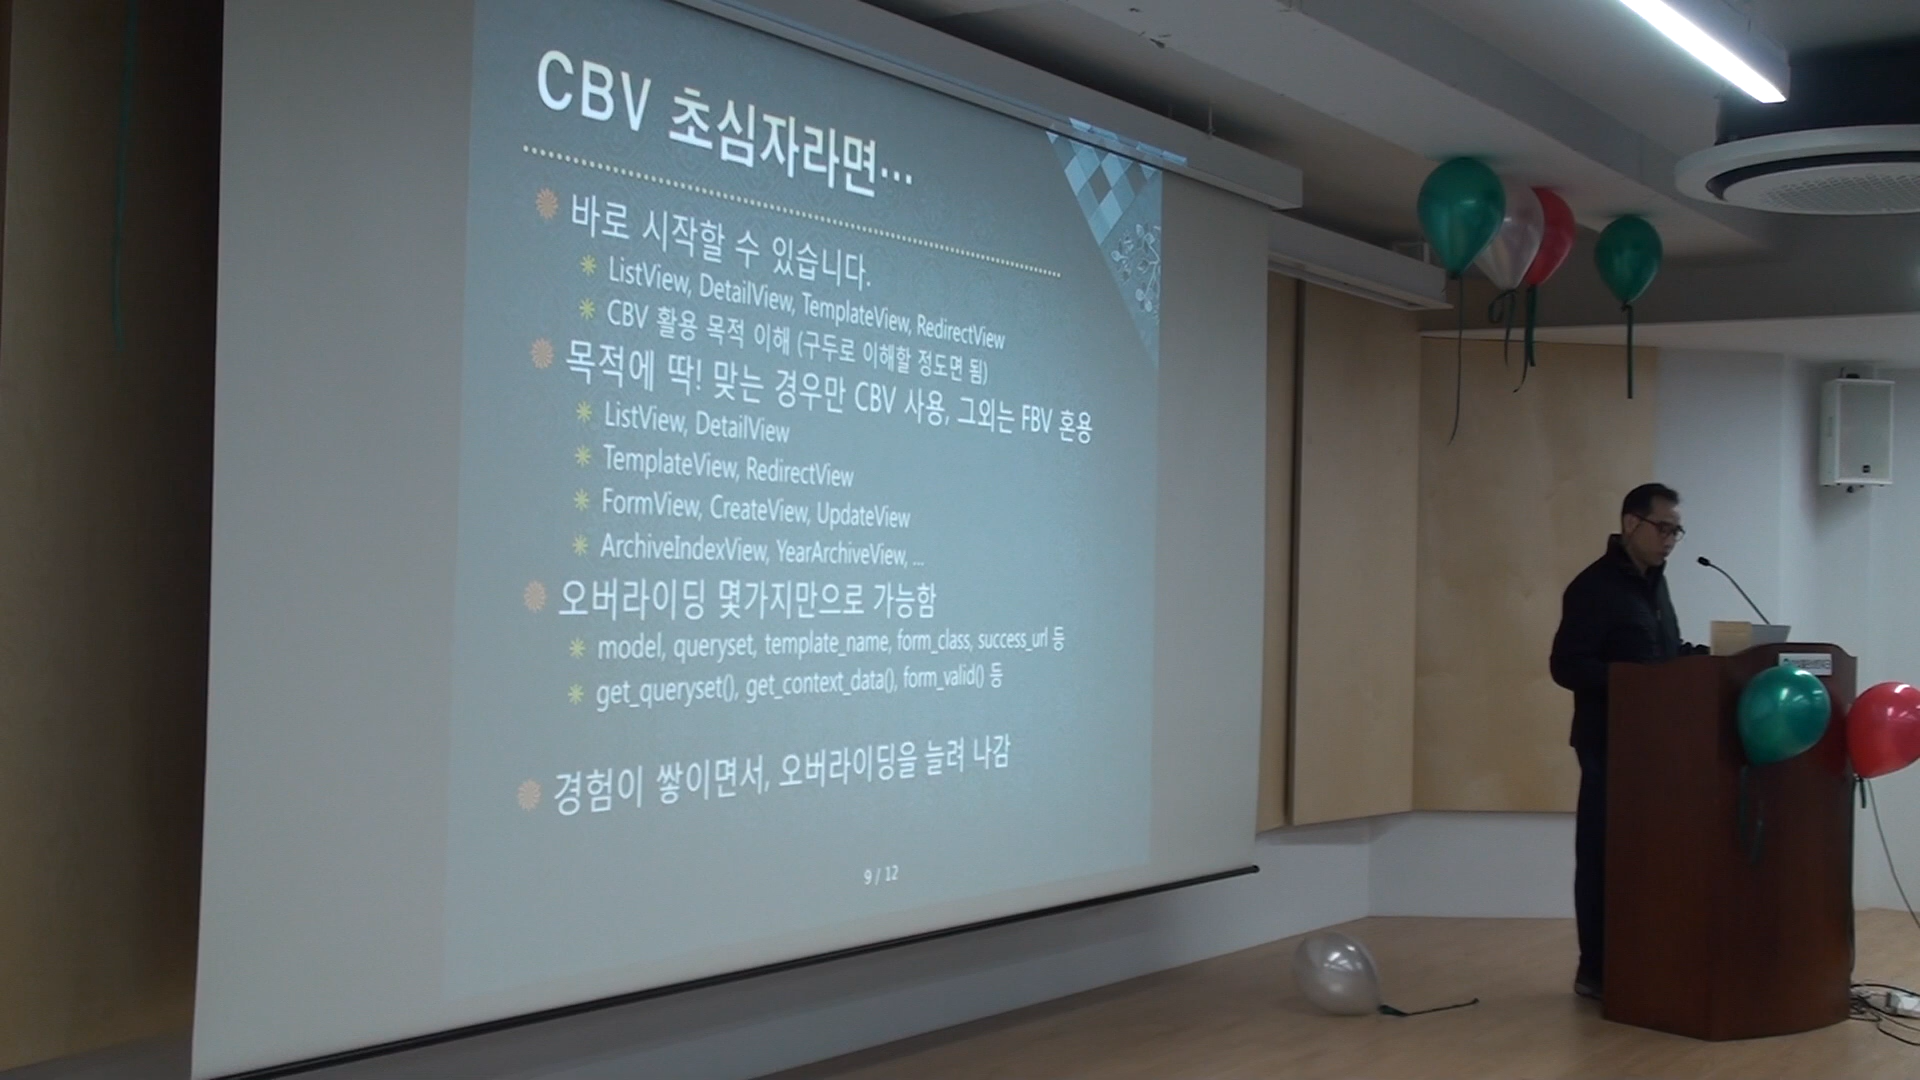 CBV 초심자라면…
바로 시작할 수 있습니다.
ListView, DetailView, TemplateView, RedirectView
CBV 활용 목적 이해 (구두로 이해할 정도면 됨)
목적에 딱! 맞는 경우만 CBV 사용, 그외는 FBV 혼용
ListView, DetailView
TemplateView, RedirectView
FormView, CreateView, UpdateView
ArchiveIndexView, YearArchiveView, ...
오버라이딩 몇가지만으로 가능함
model, queryset, template_name, form_class, success_url 등
get_queryset(), get_context_data(), form_valid() 등
경험이 쌓이면서, 오버라이딩을 늘려 나감
9 / 12